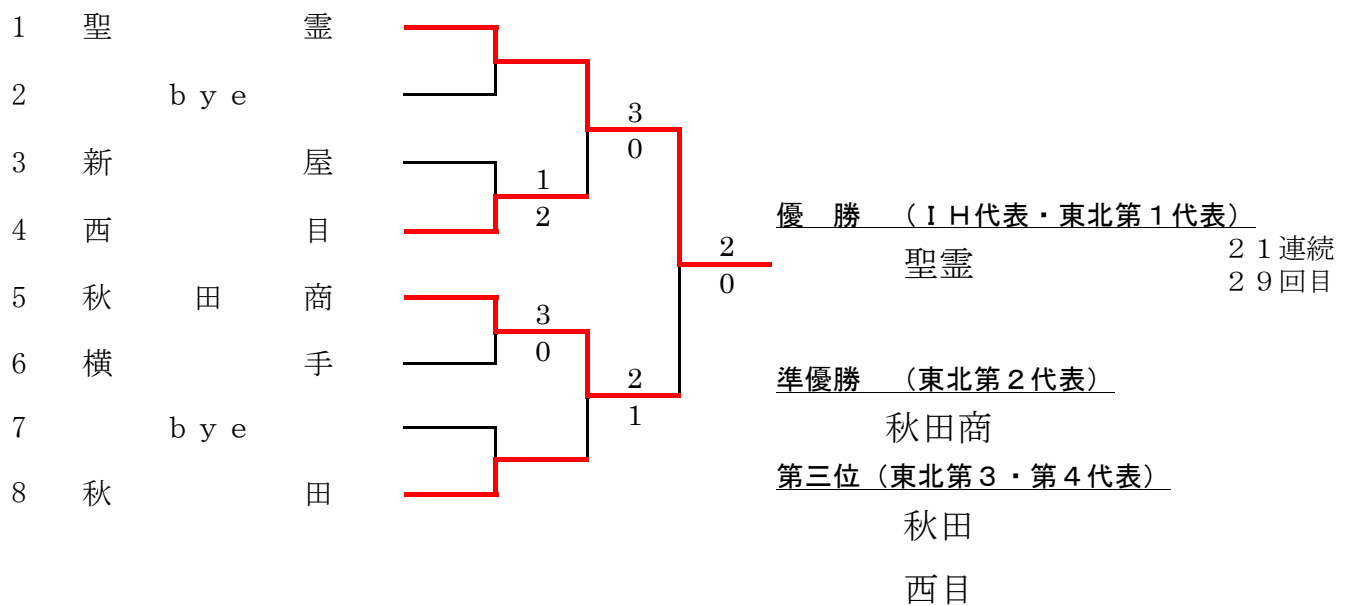 1 聖 霊
2 ｂｙｅ
3 新 屋
4 西 目
5 秋 田 商
6 横 手
7 ｂｙｅ
8 秋 田
3
0
1
2
3
0
2
1
2
0
優　勝　（ＩＨ代表・東北第１代表）
聖霊
２１連続
２９回目
準優勝　（東北第２代表）
秋田商
第三位（東北第３・第４代表）
秋田
西目